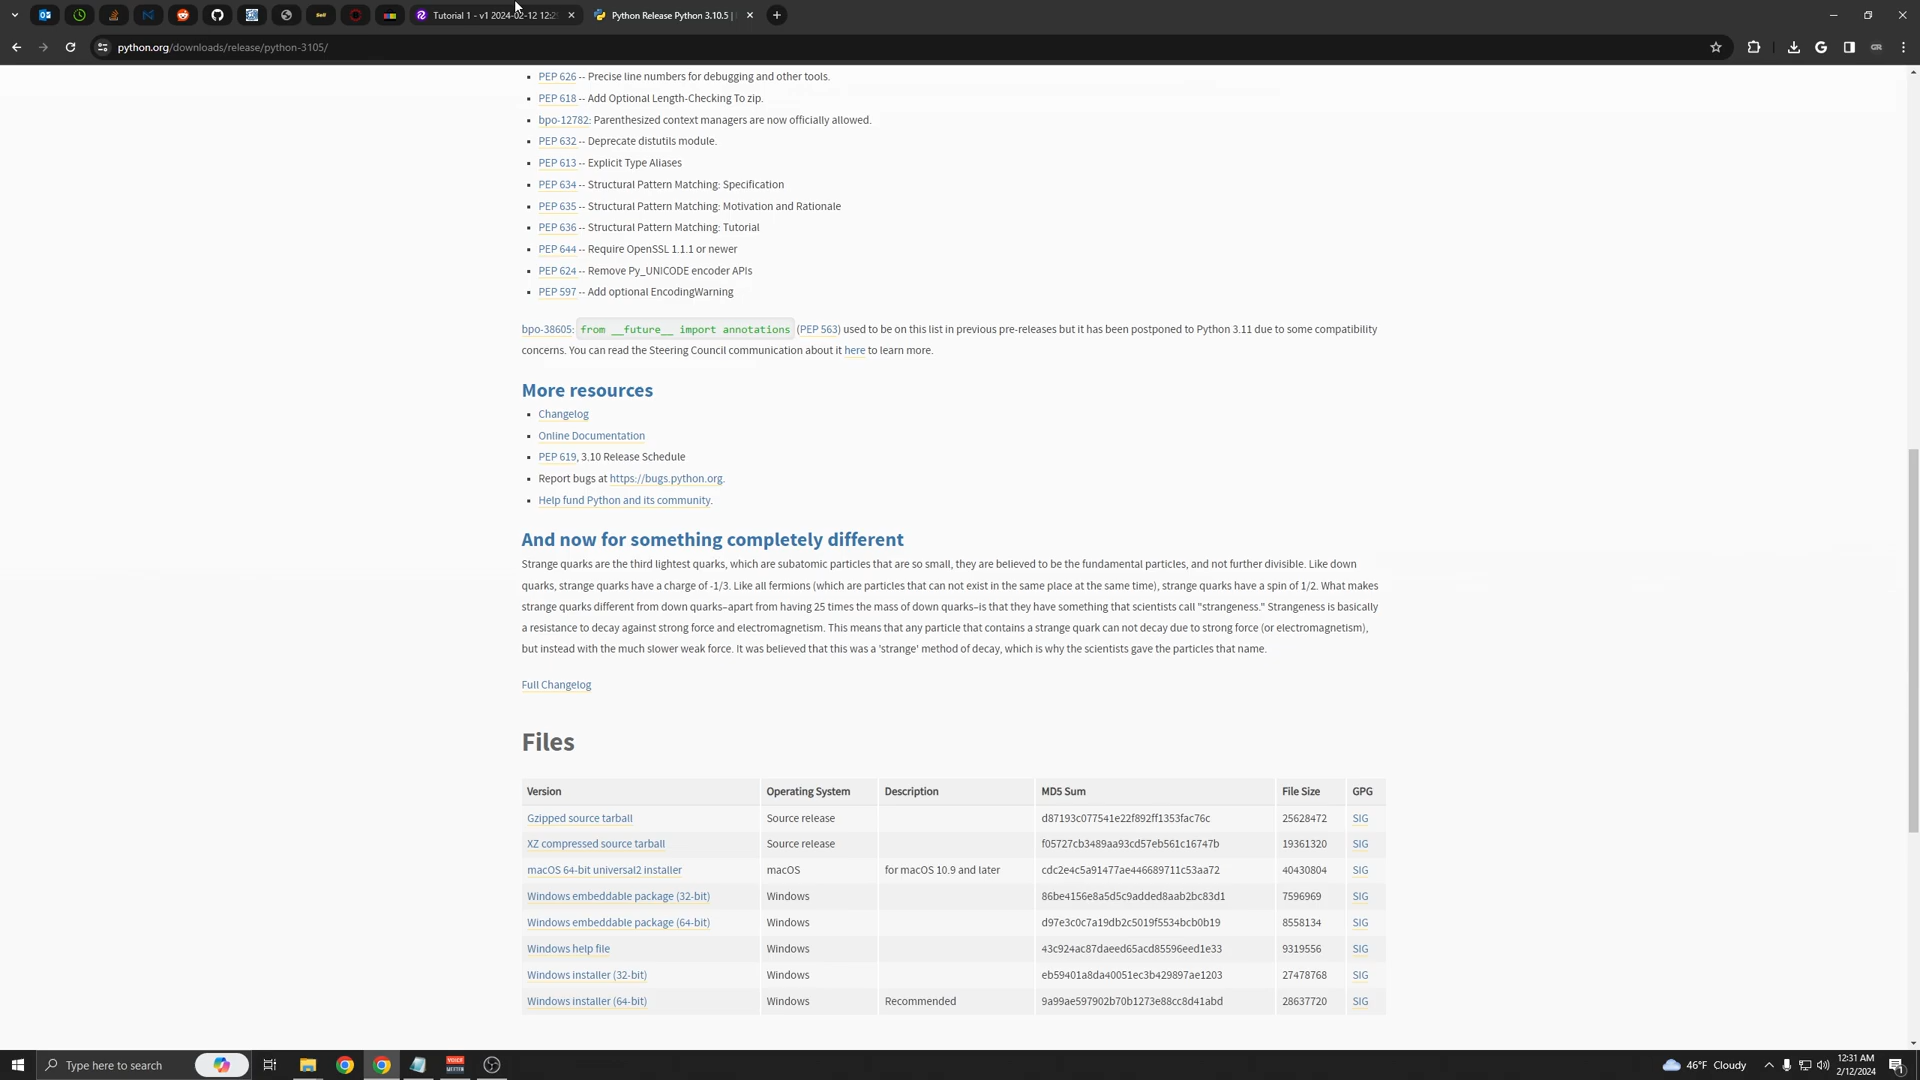 Tutorial 1 - v1 2024-02-12 12:2
Python Release Python 3.10.5 |
python.org/downloads/release/python-3105/
PEP 626 -- Precise line numbers for debugging and other tools.
PEP 618 -- Add Optional Length-Checking To zip.
bpo-12782: Parenthesized context managers are now officially allowed.
PEP 632 -- Deprecate distutils module.
PEP 613 -- Explicit Type Aliases
PEP 634 -- Structural Pattern Matching: Specification
PEP 635 -- Structural Pattern Matching: Motivation and Rationale
PEP 636 -- Structural Pattern Matching: Tutorial
PEP 644 -- Require OpenSSL 1.1.1 or newer
PEP 624 -- Remove Py_UNICODE encoder APIs
PEP 597 -- Add optional EncodingWarning
bpo-38605: from __future__ import annotations (PEP 563) used to be on this list in previous pre-releases but it has been postponed to Python 3.11 due to some compatibility
concerns. You can read the Steering Council communication about it here to learn more.
More resources
Changelog
Online Documentation
PEP 619, 3.10 Release Schedule
Report bugs at https://bugs.python.org.
Help fund Python and its community.
And now for something completely different
Strange quarks are the third lightest quarks, which are subatomic particles that are so small, they are believed to be the fundamental particles, and not further divisible. Like down
quarks, strange quarks have a charge of -1/3. Like all fermions (which are particles that can not exist in the same place at the same time), strange quarks have a spin of 1/2. What makes
strange quarks different from down quarks–apart from having 25 times the mass of down quarks–is that they have something that scientists call "strangeness." Strangeness is basically
a resistance to decay against strong force and electromagnetism. This means that any particle that contains a strange quark can not decay due to strong force (or electromagnetism),
but instead with the much slower weak force. It was believed that this was a 'strange' method of decay, which is why the scientists gave the particles that name.
Full Changelog
Files
Version Operating System Description MD5 Sum File Size GPG
Gzipped source tarball Source release d87193c077541e22f892ff1353fac76c 25628472 SIG
XZ compressed source tarball Source release f05727cb3489aa93cd57eb561c16747b 19361320 SIG
macOS 64-bit universal2 installer macOS for macOS 10.9 and later cdc2e4c5a91477ae446689711c53aa72 40430804 SIG
Windows embeddable package (32-bit) Windows 86be4156e8a5d5c9added8aab2bc83d1 7596969 SIG
Windows embeddable package (64-bit) Windows d97e3c0c7a19db2c5019f5534bcb0b19 8558134 SIG
Windows help file Windows 43c924ac87daeed65acd85596eed1e33 9319556 SIG
Windows installer (32-bit) Windows eb59401a8da40051ec3b429897ae1203 27478768 SIG
Windows installer (64-bit) Windows Recommended 9a99ae597902b70b1273e88cc8d41abd 28637720 SIG
Type here to search
46°F Cloudy
12:31 AM
2/12/2024